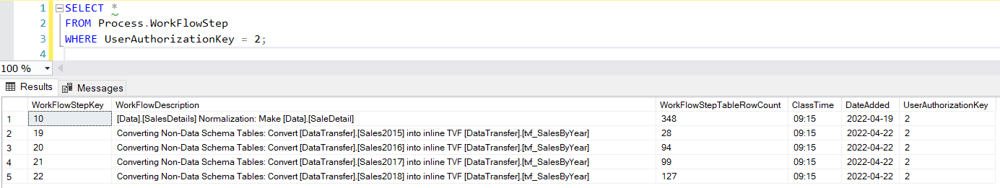 1 SELECT *
2 FROM Process.WorkFlowStep
3 WHERE UserAuthorizationKey = 2;
4
100 %
Results Messages
WorkFlowStepKey WorkFlowDescription WorkFlowStepTableRowCount ClassTime DateAdded UserAuthorizationKey
1 10 [Data].[SalesDetails] Normalization: Make [Data].[SaleDetail] 348 09:15 2022-04-19 2
2 19 Converting Non-Data Schema Tables: Convert [DataTransfer].[Sales2015] into inline TVF [DataTransfer].[tvf_SalesByYear] 28 09:15 2022-04-22 2
3 20 Converting Non-Data Schema Tables: Convert [DataTransfer].[Sales2016] into inline TVF [DataTransfer].[tvf_SalesByYear] 94 09:15 2022-04-22 2
4 21 Converting Non-Data Schema Tables: Convert [DataTransfer].[Sales2017] into inline TVF [DataTransfer].[tvf_SalesByYear] 99 09:15 2022-04-22 2
5 22 Converting Non-Data Schema Tables: Convert [DataTransfer].[Sales2018] into inline TVF [DataTransfer].[tvf_SalesByYear] 127 09:15 2022-04-22 2